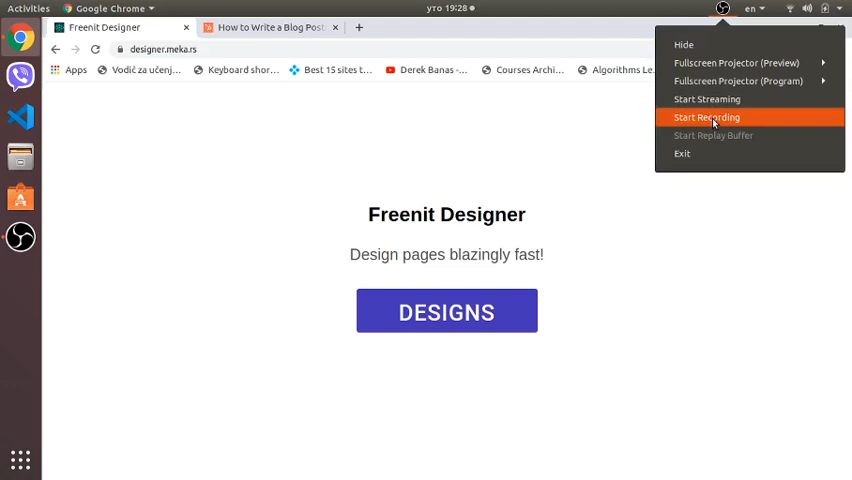 Activities
Google Chrome
уто 19:28
en
Freenit Designer
How to Write a Blog Post:
designer.meka.rs
Apps
Vodič za učenj...
Keyboard shor...
Best 15 sites t...
Derek Banas -...
Courses Archi...
Algorithms Le...
Hide
Fullscreen Projector (Preview)
Fullscreen Projector (Program)
Start Streaming
Start Recording
Start Replay Buffer
Exit
Freenit Designer
Design pages blazingly fast!
DESIGNS